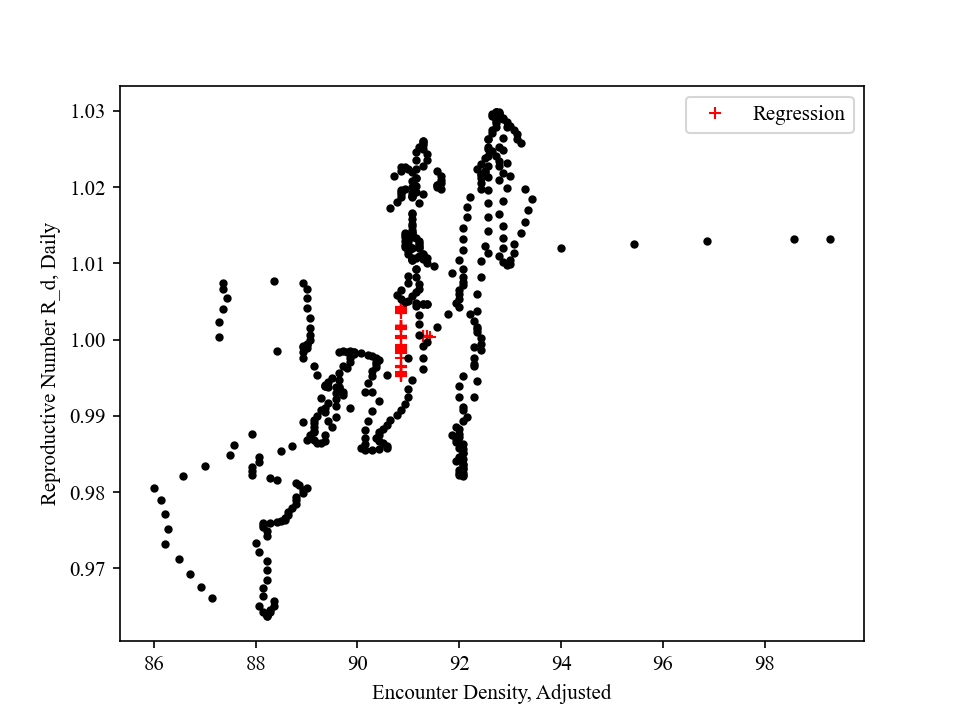 Regression
1.03
1.02
1.01
1.00
0.99
0.98
0.97
Reproductive Number R_d, Daily
86 88 90 92 94 96 98
Encounter Density, Adjusted